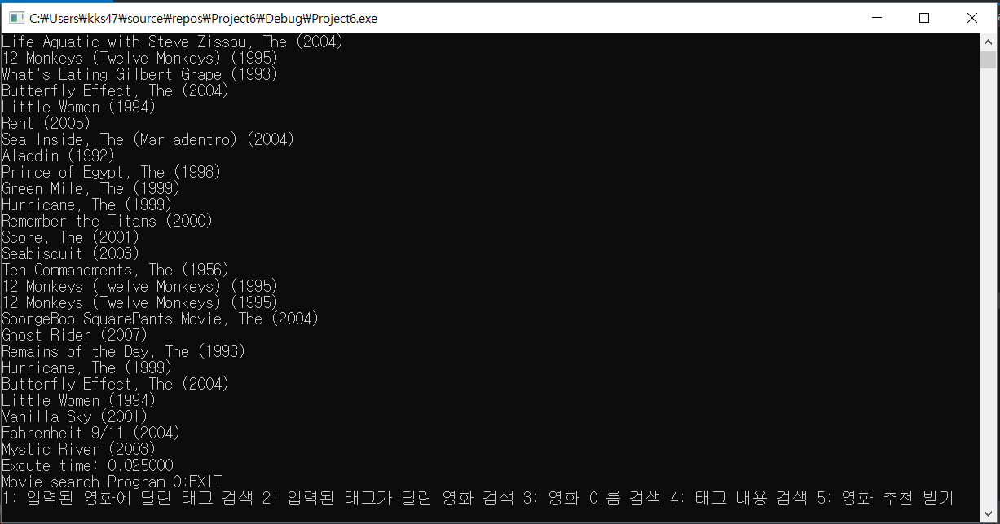 C:₩Users₩kks47₩source₩repos₩Project6₩Debug₩Project6.exe
Life Aquatic with Steve Zissou, The (2004)
12 Monkeys (Twelve Monkeys) (1995)
What's Eating Gilbert Grape (1993)
Butterfly Effect, The (2004)
Little Women (1994)
Rent (2005)
Sea Inside, The (Mar adentro) (2004)
Aladdin (1992)
Prince of Egypt, The (1998)
Green Mile, The (1999)
Hurricane, The (1999)
Remember the Titans (2000)
Score, The (2001)
Seabiscuit (2003)
Ten Commandments, The (1956)
12 Monkeys (Twelve Monkeys) (1995)
12 Monkeys (Twelve Monkeys) (1995)
SpongeBob SquarePants Movie, The (2004)
Ghost Rider (2007)
Remains of the Day, The (1993)
Hurricane, The (1999)
Butterfly Effect, The (2004)
Little Women (1994)
Vanilla Sky (2001)
Fahrenheit 9/11 (2004)
Mystic River (2003)
Excute time: 0.025000
Movie search Program 0:EXIT
1: 입력된 영화에 달린 태그 검색 2: 입력된 태그가 달린 영화 검색 3: 영화 이름 검색 4: 태그 내용 검색 5: 영화 추천 받기